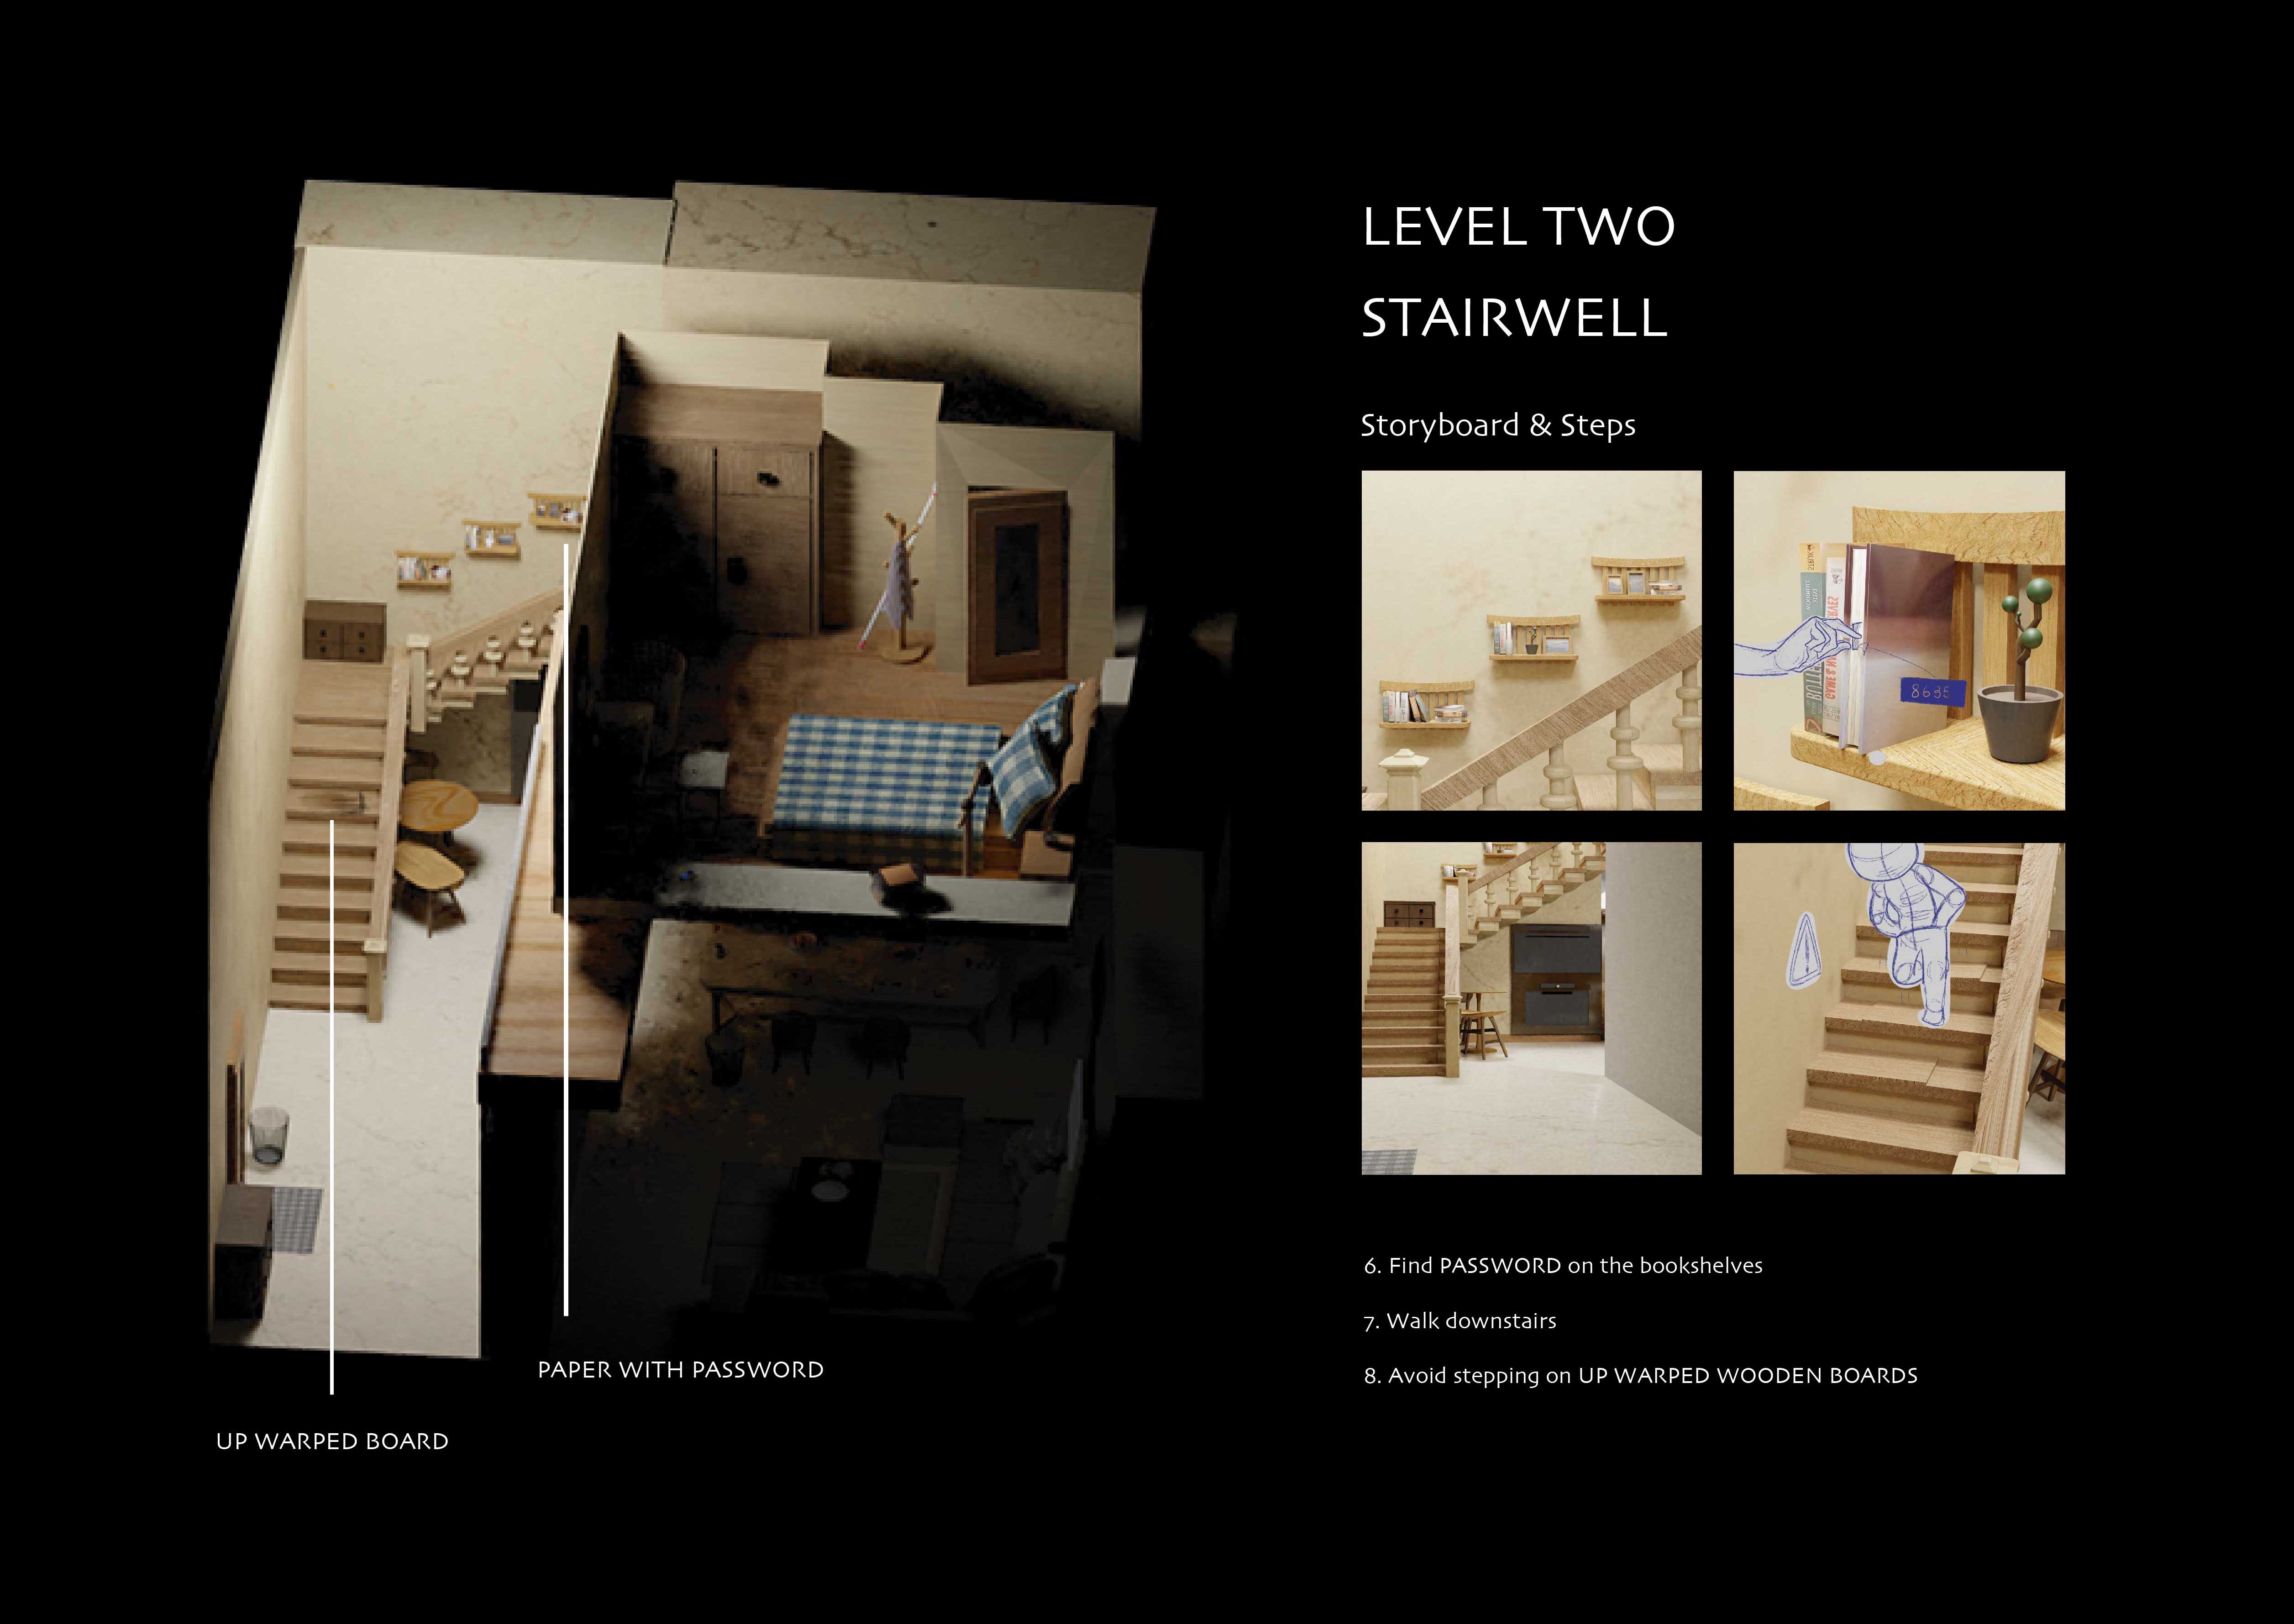 LEVEL TWO
STAIRWELL
Storyboard & Steps
6. Find PASSWORD on the bookshelves
7. Walk downstairs
8. Avoid stepping on UP WARPED WOODEN BOARDS
PAPER WITH PASSWORD
UP WARPED BOARD